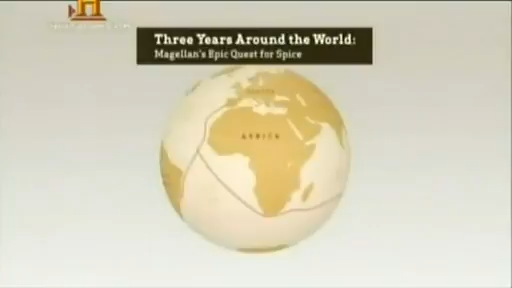 H
Three Years Around the World:
Magellan's Epic Quest for Spice
AFRICA